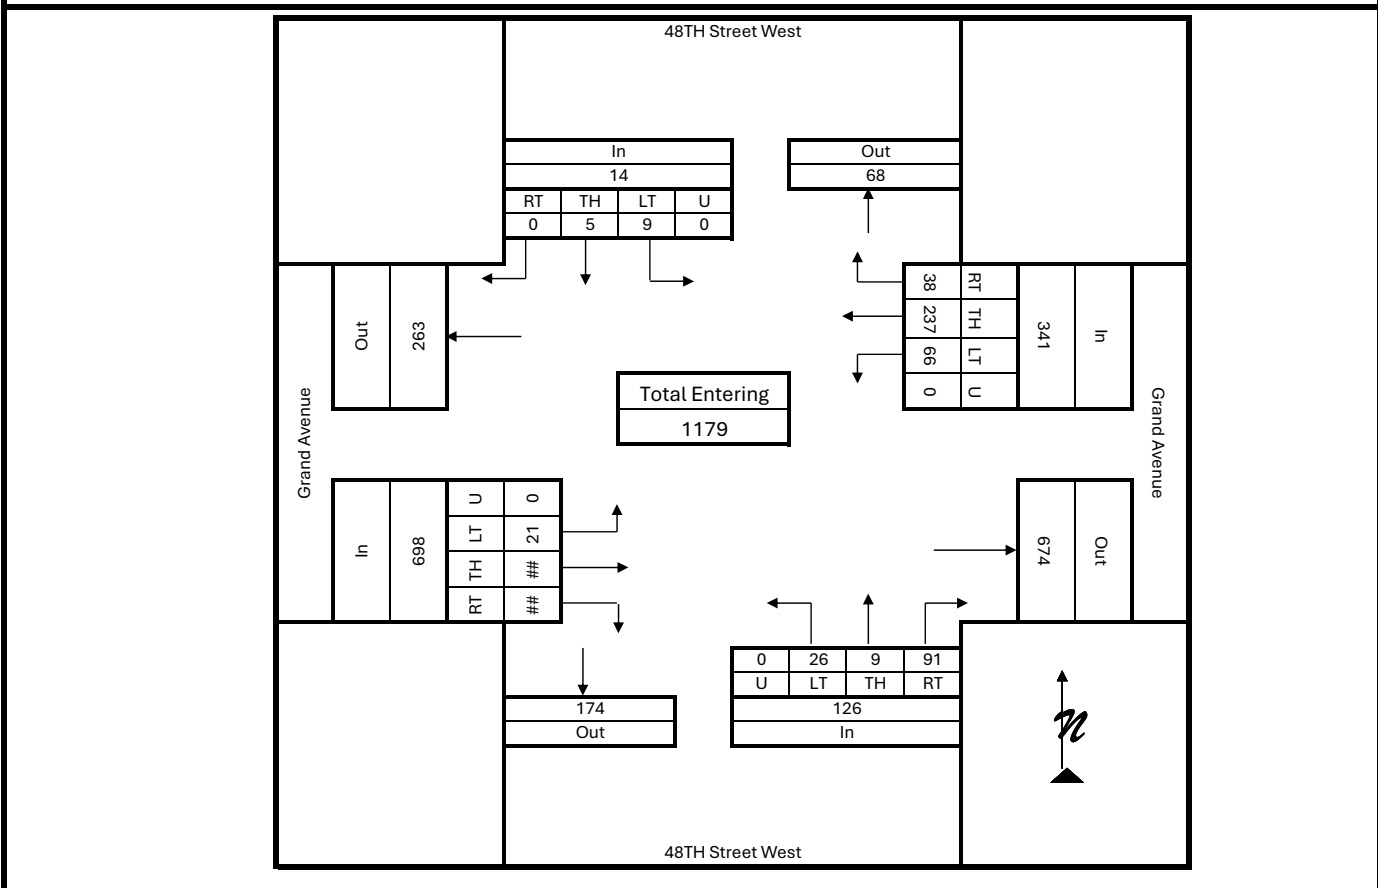 48TH Street West
In
14
RT TH LT U
0 5 9 0
Out
68
Out
263
Grand Avenue
38 RT
237 TH
66 LT
0 U
341
In
Grand Avenue
Total Entering
1179
In
698
U 0
LT 21
TH ##
RT ##
674
Out
0 26 9 91
U LT TH RT
126
In
174
Out
N
48TH Street West